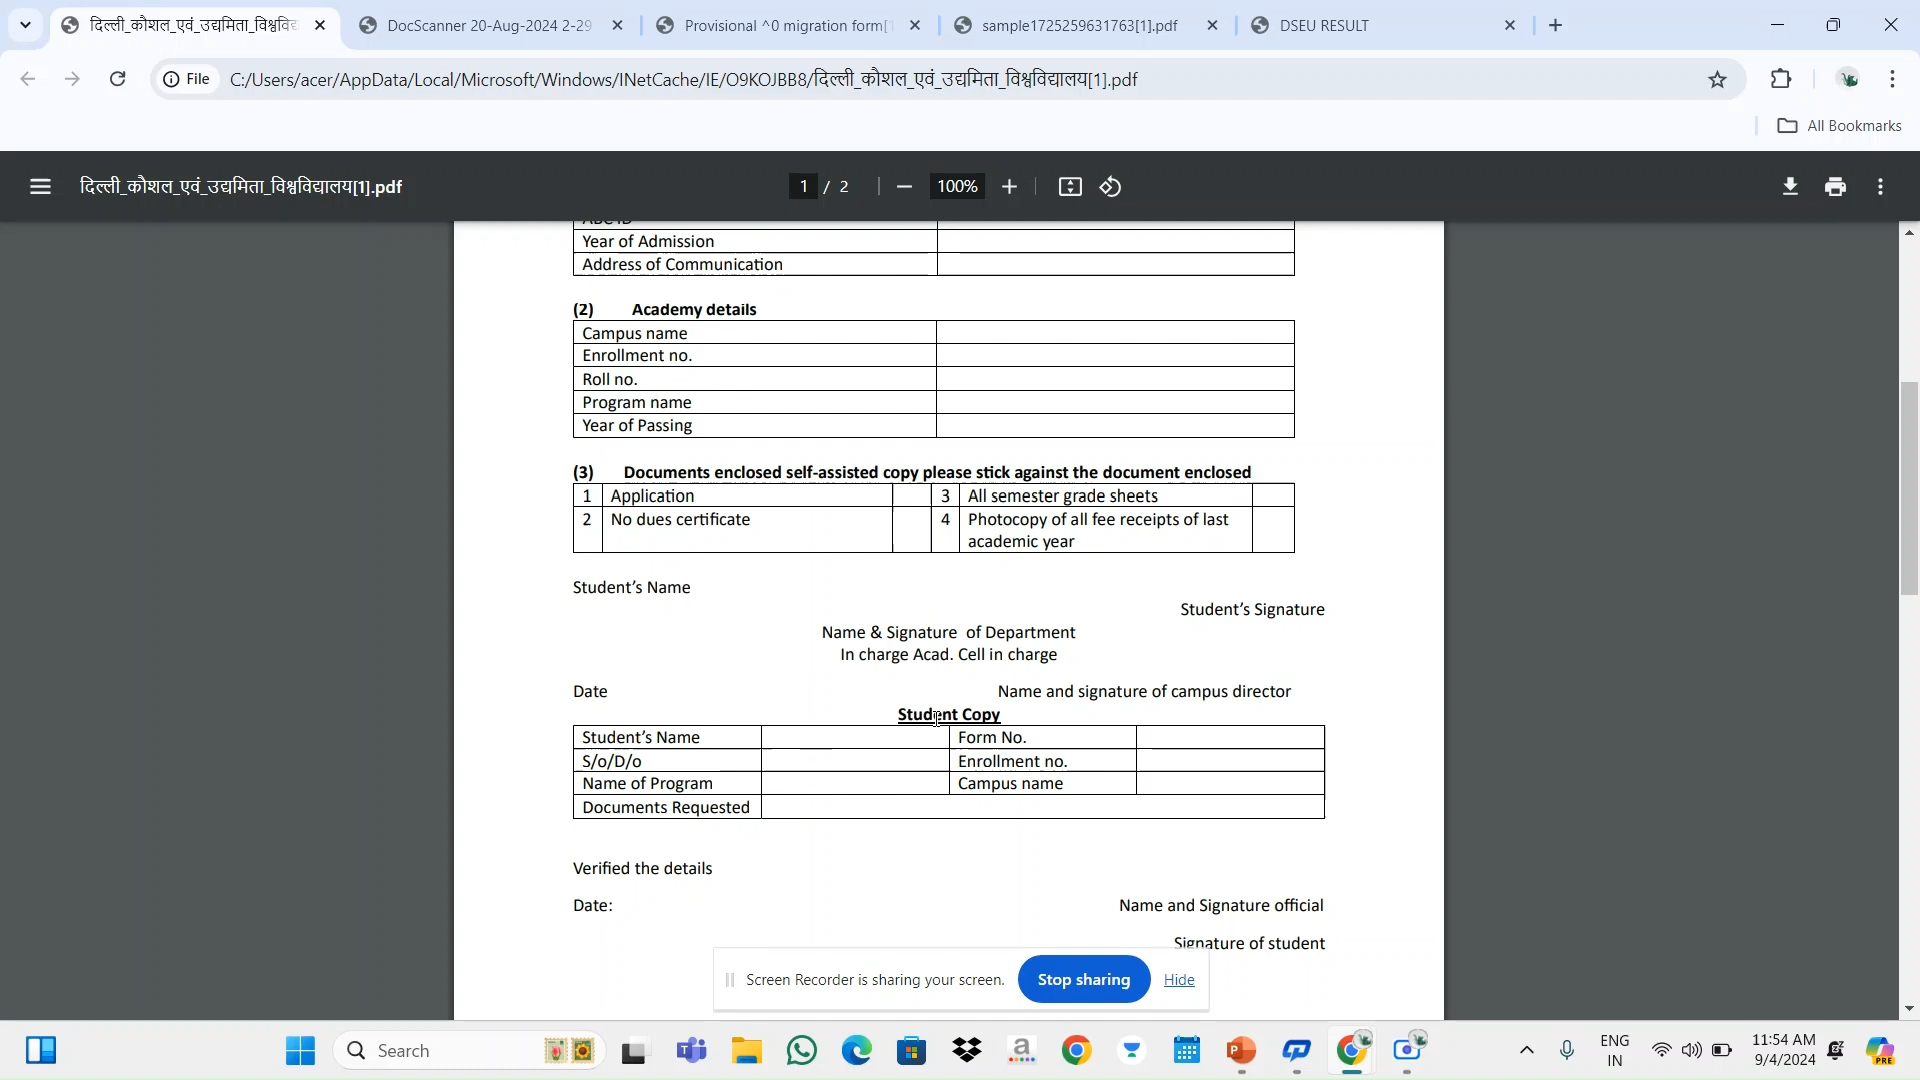 दिल्ली_कौशल_एवं_उद्यमिता_विश्ववि
DocScanner 20-Aug-2024 2-29
Provisional ^0 migration form[1
sample1725259631763[1].pdf
DSEU RESULT
File
C:/Users/acer/AppData/Local/Microsoft/Windows/INetCache/IE/O9KOJBB8/दिल्ली_कौशल_एवं_उद्यमिता_विश्वविद्यालय[1].pdf
All Bookmarks
दिल्ली_कौशल_एवं_उद्यमिता_विश्वविद्यालय[1].pdf
1 / 2
100%
ABC ID
Year of Admission
Address of Communication
(2) Academy details
Campus name
Enrollment no.
Roll no.
Program name
Year of Passing
(3) Documents enclosed self-assisted copy please stick against the document enclosed
1 Application 3 All semester grade sheets
2 No dues certificate 4 Photocopy of all fee receipts of last
academic year
Student’s Name
Student’s Signature
Name & Signature of Department
In charge Acad. Cell in charge
Date Name and signature of campus director
Student Copy
Student’s Name Form No.
S/o/D/o Enrollment no.
Name of Program Campus name
Documents Requested
Verified the details
Date: Name and Signature official
Signature of student
Screen Recorder is sharing your screen. Stop sharing Hide
Search
ENG
IN
11:54 AM
9/4/2024
PRE